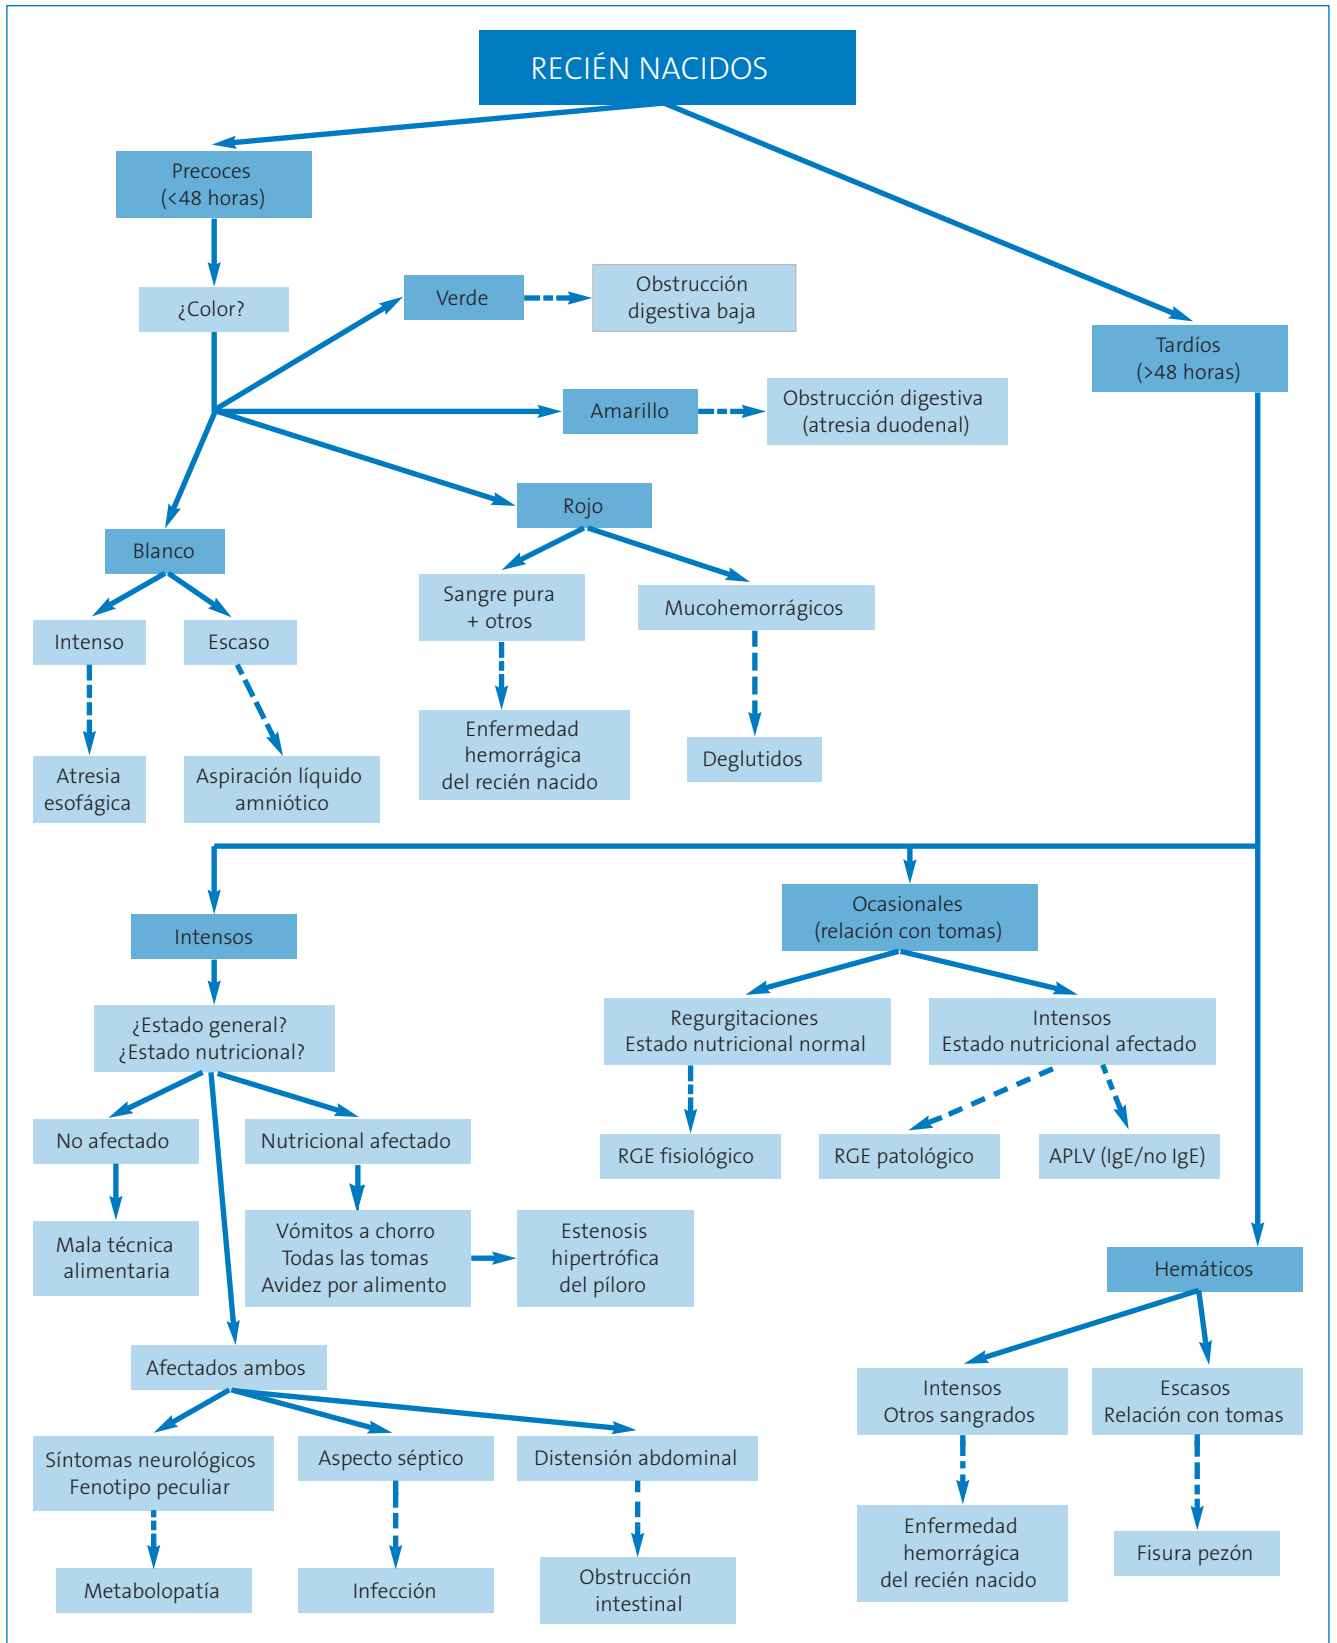 RECIÉN NACIDOS
Precoces
(<48 horas)
¿Color?
Verde
Obstrucción
digestiva baja
Tardíos
(>48 horas)
Amarillo
Obstrucción digestiva
(atresia duodenal)
Rojo
Blanco
Sangre pura
+ otros
Mucohemorrágicos
Intenso
Escaso
Enfermedad
hemorrágica
del recién nacido
Deglutidos
Atresia
esofágica
Aspiración líquido
amniótico
Intensos
Ocasionales
(relación con tomas)
¿Estado general?
¿Estado nutricional?
Regurgitaciones
Estado nutricional normal
Intensos
Estado nutricional afectado
No afectado
Nutricional afectado
RGE fisiológico
RGE patológico
APLV (IgE/no IgE)
Mala técnica
alimentaria
Vómitos a chorro
Todas las tomas
Avidez por alimento
Estenosis
hipertrófica
del píloro
Hemáticos
Afectados ambos
Intensos
Otros sangrados
Escasos
Relación con tomas
Síntomas neurológicos
Fenotipo peculiar
Aspecto séptico
Distensión abdominal
Enfermedad
hemorrágica
del recién nacido
Fisura pezón
Metabolopatía
Infección
Obstrucción
intestinal